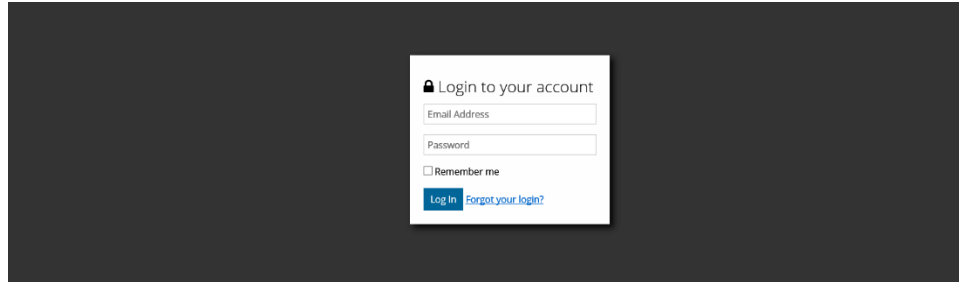 Login to your account
Email Address
Password
Remember me
Log In Forgot your login?